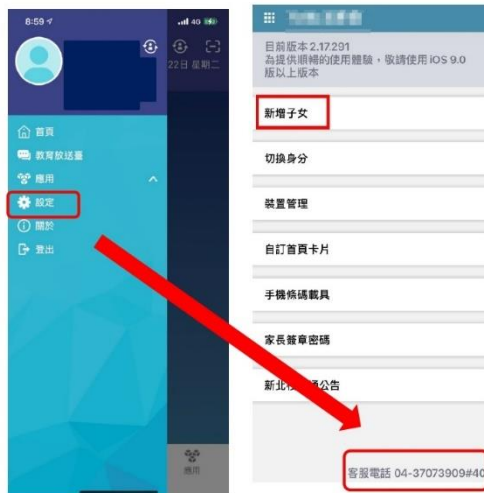 8:59
4G
22日 星期二
首頁
教育放送臺
應用
設定
關於
登出
應用
目前版本 2.17.291
為提供順暢的使用體驗，敬請使用 iOS 9.0
版以上版本
新增子女
切換身分
裝置管理
自訂首頁卡片
手機條碼載具
家長簽章密碼
新北校 通公告
客服電話 04-37073909#40